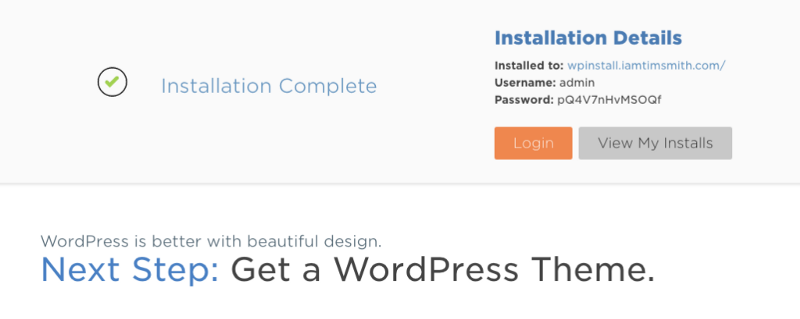 Installation Complete
Installation Details
Installed to: wpinstall.iamtimsmith.com/
Username: admin
Password: pQ4V7nHvMSOQf
Login
View My Installs
WordPress is better with beautiful design.
Next Step: Get a WordPress Theme.